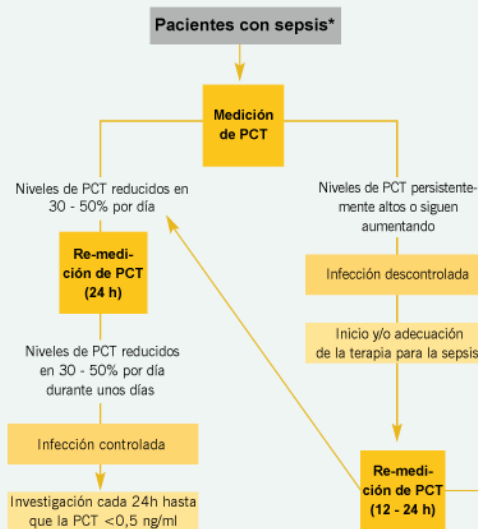 Pacientes con sepsis*
Medición
de PCT
Niveles de PCT reducidos en
30 - 50% por día
Re-medi-
ción de PCT
(24 h)
Niveles de PCT reducidos
en 30 - 50% por día
durante unos días
Infección controlada
Investigación cada 24h hasta
que la PCT <0,5 ng/ml
Niveles de PCT persistente-
mente altos o siguen
aumentando
Infección descontrolada
Inicio y/o adecuación
de la terapia para la sepsis
Re-medi-
ción de PCT
(12 - 24 h)